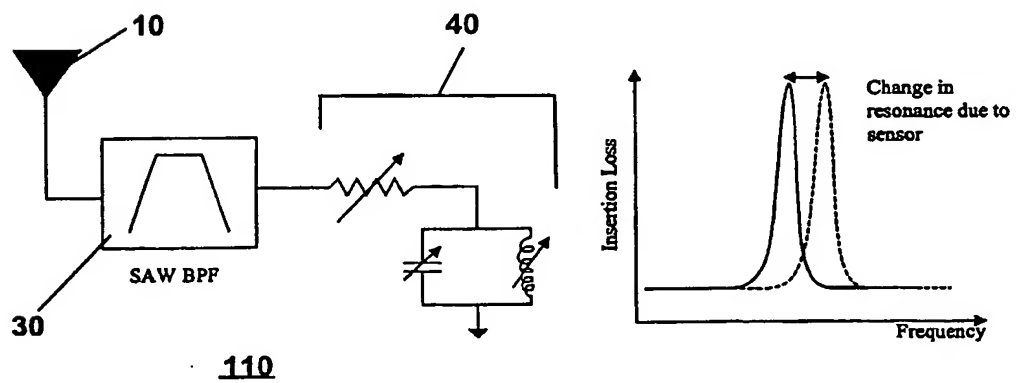 10
40
Change in
resonance due to
sensor
Insertion Loss
SAW BPF
30
Frequency
110